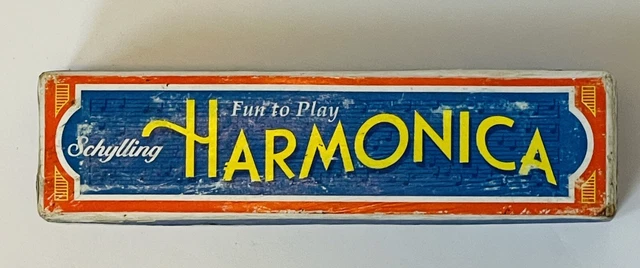 Fun to Play
Schylling
HARMONICA